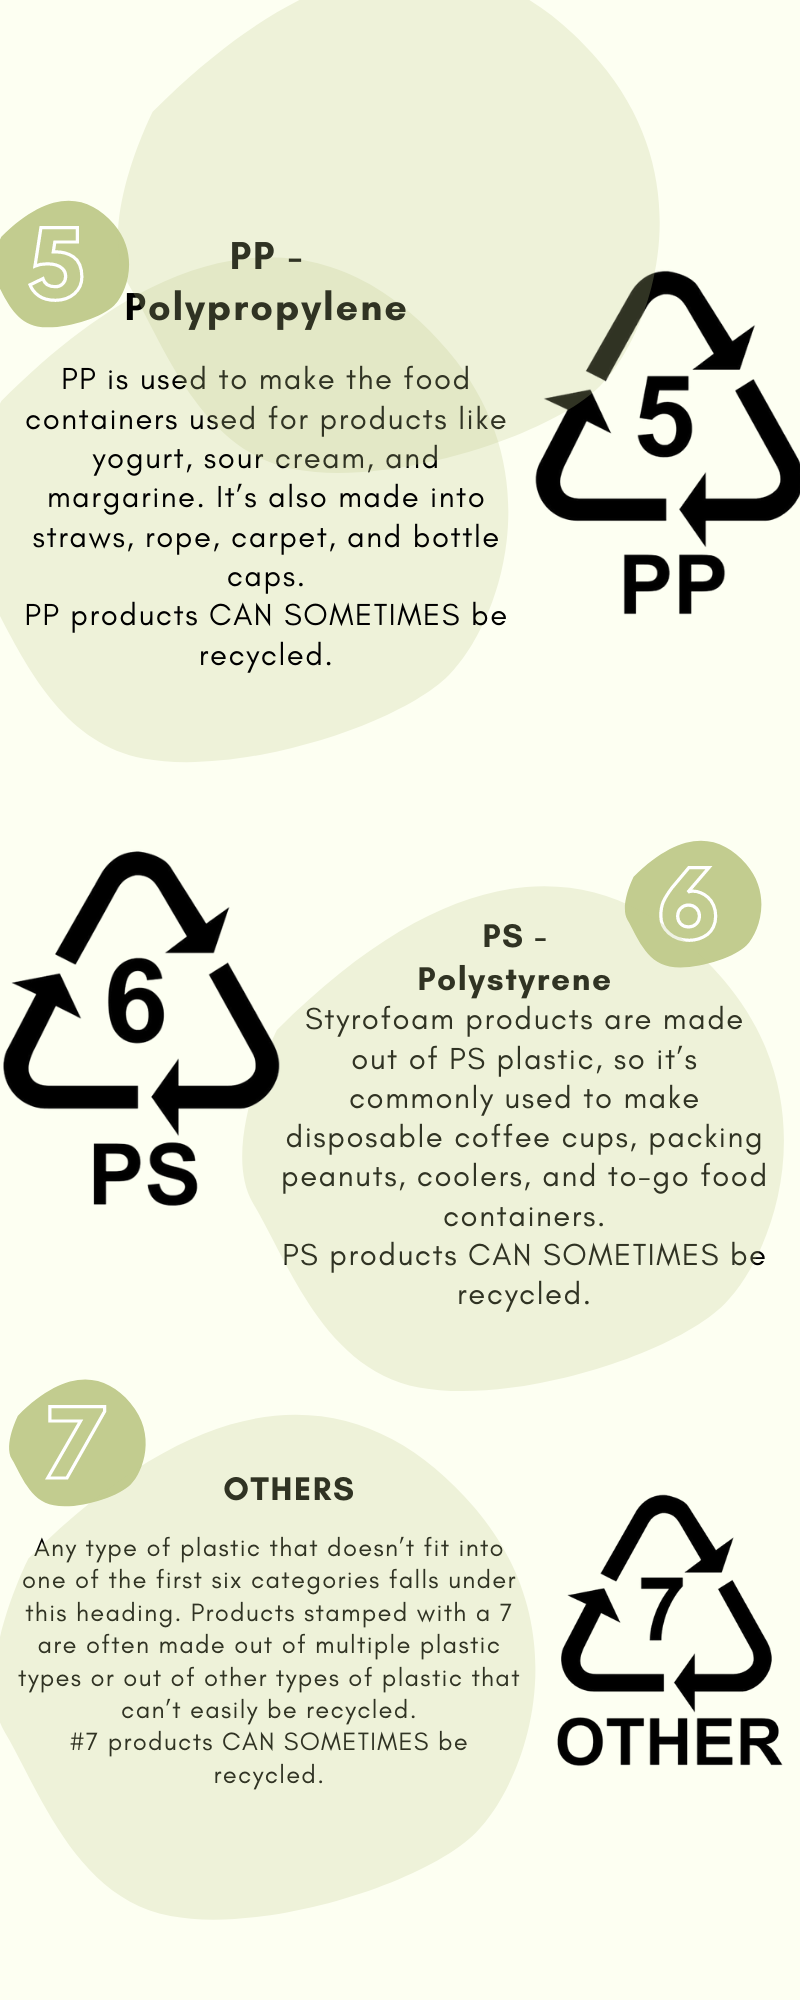 5
PP -
Polypropylene
PP is used to make the food
containers used for products like
yogurt, sour cream, and
margarine. It’s also made into
straws, rope, carpet, and bottle
caps.
PP products CAN SOMETIMES be
recycled.
5
PP
6
PS
6
PS -
Polystyrene
Styrofoam products are made
out of PS plastic, so it’s
commonly used to make
disposable coffee cups, packing
peanuts, coolers, and to-go food
containers.
PS products CAN SOMETIMES be
recycled.
7
OTHERS
Any type of plastic that doesn’t fit into
one of the first six categories falls under
this heading. Products stamped with a 7
are often made out of multiple plastic
types or out of other types of plastic that
can’t easily be recycled.
#7 products CAN SOMETIMES be
recycled.
7
OTHER